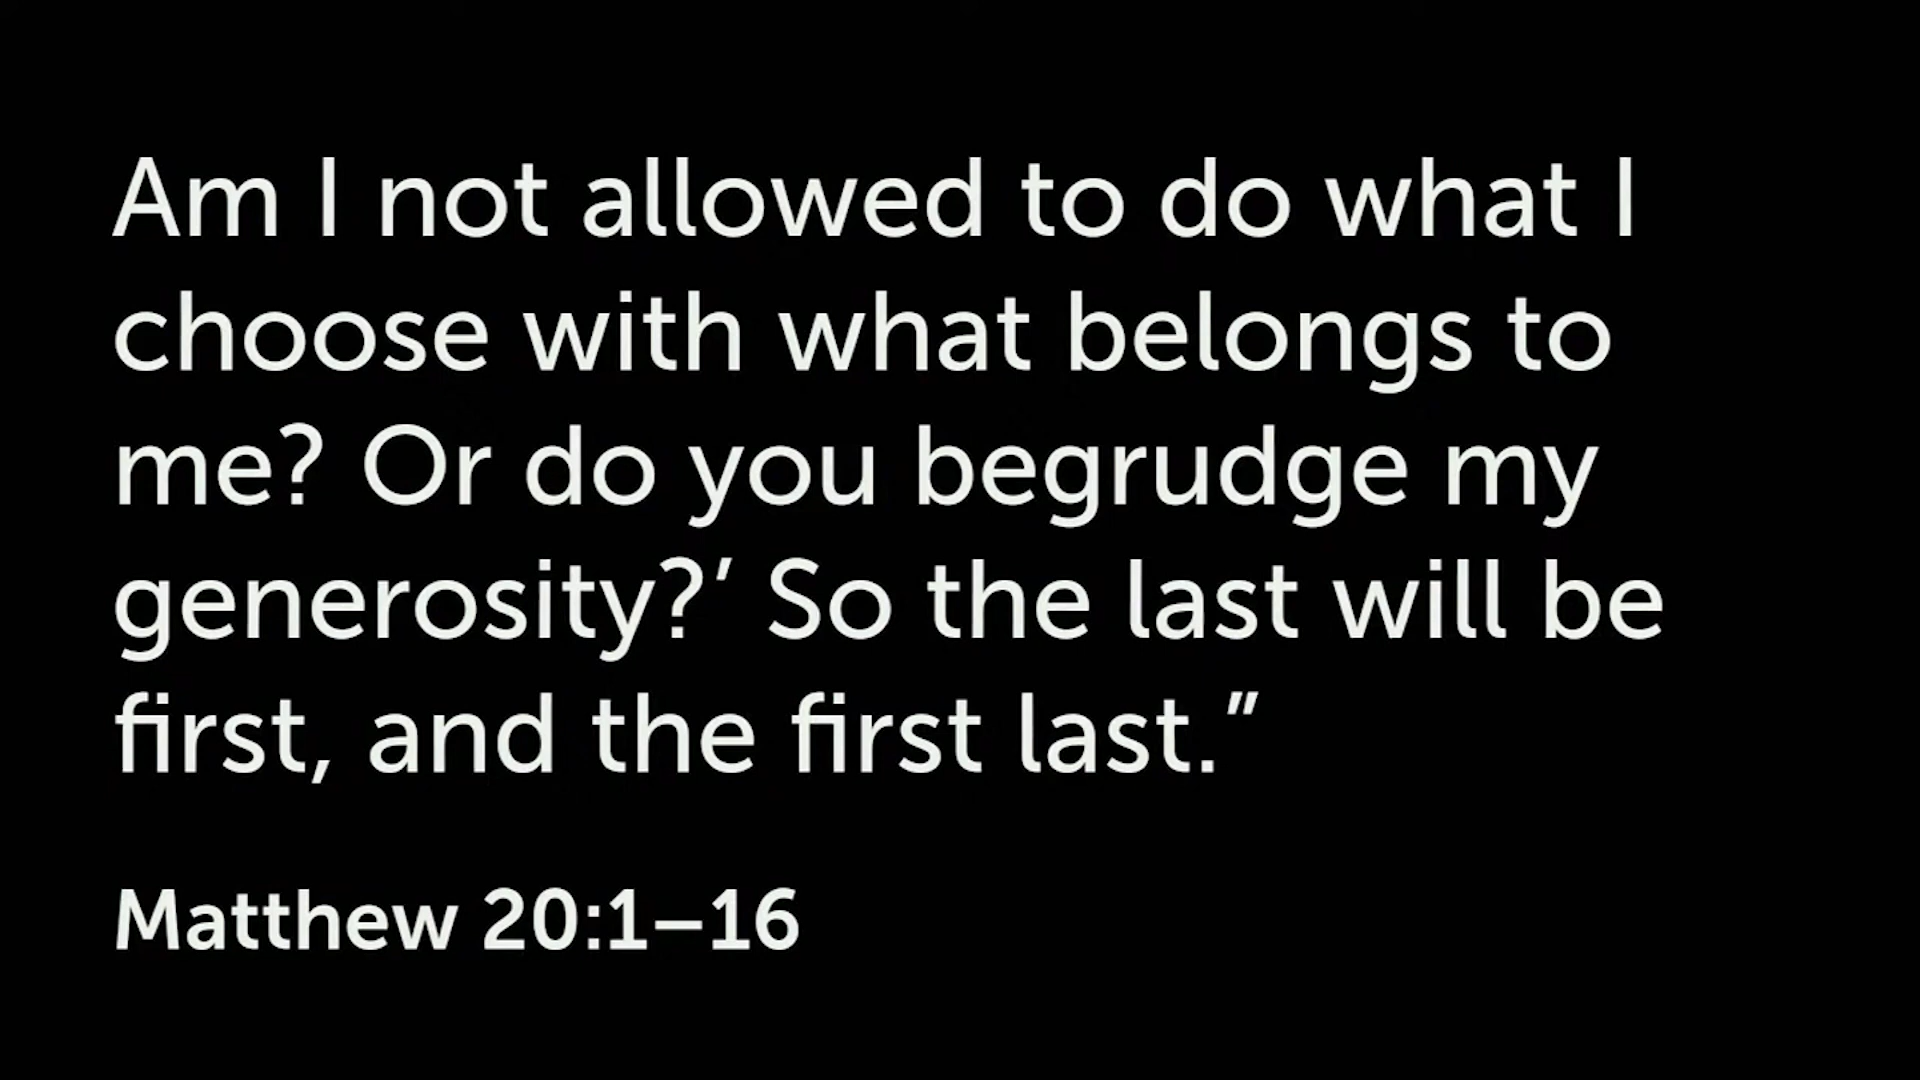 Am I not allowed to do what I
choose with what belongs to
me? Or do you begrudge my
generosity?’ So the last will be
first, and the first last.”
Matthew 20:1–16